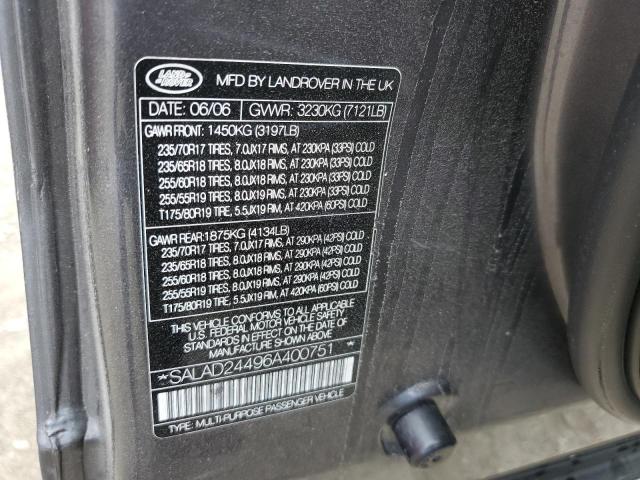 LAND ROVER
MFD BY LANDROVER IN THE UK
DATE: 06/06 GVWR: 3230KG (7121LB)
GAWR FRONT: 1450KG (3197LB)
235/70R17 TIRES, 7.0JX17 RIMS, AT 230KPA (33PSI) COLD
235/65R18 TIRES, 8.0JX18 RIMS, AT 230KPA (33PSI) COLD
255/60R18 TIRES, 8.0JX18 RIMS, AT 230KPA (33PSI) COLD
255/55R19 TIRES, 8.0JX19 RIMS, AT 230KPA (33PSI) COLD
T175/80R19 TIRE, 5.5JX19 RIM, AT 420KPA (60PSI) COLD
GAWR REAR: 1875KG (4134LB)
235/70R17 TIRES, 7.0JX17 RIMS, AT 290KPA (42PSI) COLD
235/65R18 TIRES, 8.0JX18 RIMS, AT 290KPA (42PSI) COLD
255/60R18 TIRES, 8.0JX18 RIMS, AT 290KPA (42PSI) COLD
255/55R19 TIRES, 8.0JX19 RIMS, AT 290KPA (42PSI) COLD
T175/80R19 TIRE, 5.5JX19 RIM, AT 420KPA (60PSI) COLD
THIS VEHICLE CONFORMS TO ALL APPLICABLE
U.S. FEDERAL MOTOR VEHICLE SAFETY
STANDARDS IN EFFECT ON THE DATE OF
MANUFACTURE SHOWN ABOVE
*SALAD24496A400751*
TYPE: MULTI-PURPOSE PASSENGER VEHICLE